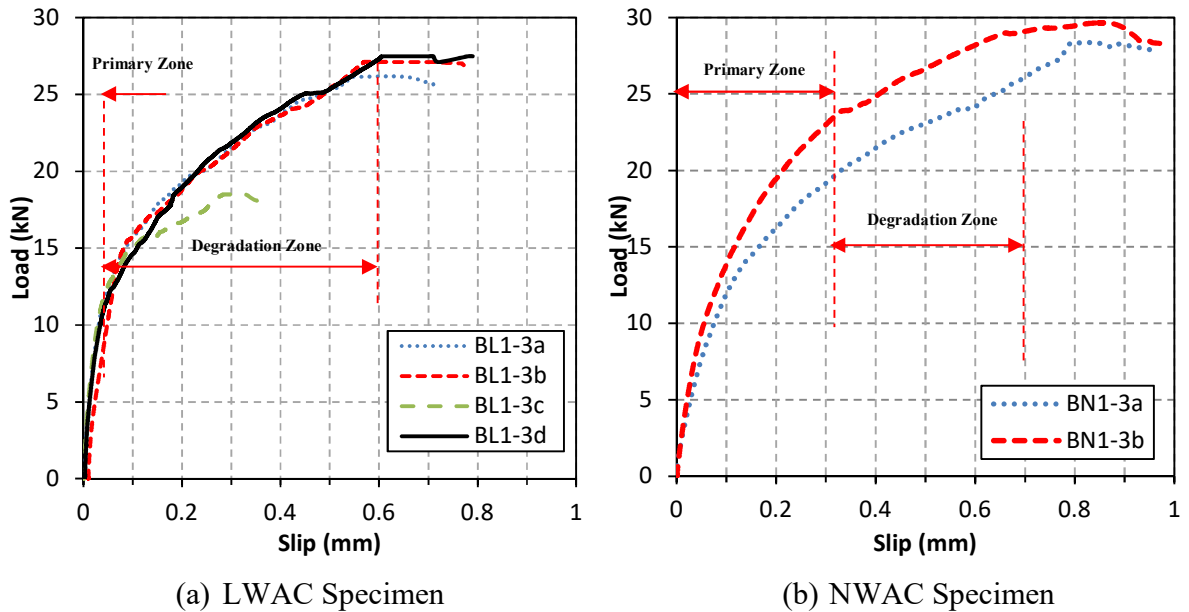 30
25
20
15
10
5
0
Load (kN)
Primary Zone
Degradation Zone
BL1-3a
BL1-3b
BL1-3c
BL1-3d
0 0.2 0.4 0.6 0.8 1
Slip (mm)
(a) LWAC Specimen
30
25
20
15
10
5
0
Load (kN)
Primary Zone
Degradation Zone
BN1-3a
BN1-3b
0 0.2 0.4 0.6 0.8 1
Slip (mm)
(b) NWAC Specimen